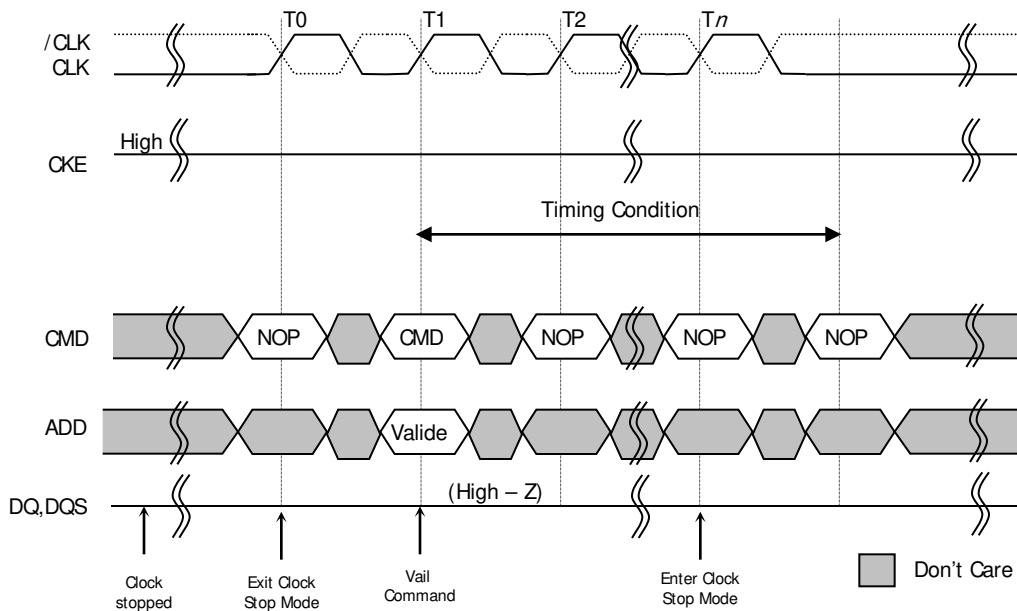 T0 T1 T2 Tn
/CLK
CLK
High
CKE
Timing Condition
CMD NOP CMD NOP NOP NOP
ADD Valide
(High – Z)
DQ,DQS
Clock
stopped
Exit Clock
Stop Mode
Vail
Command
Enter Clock
Stop Mode
Don't Care